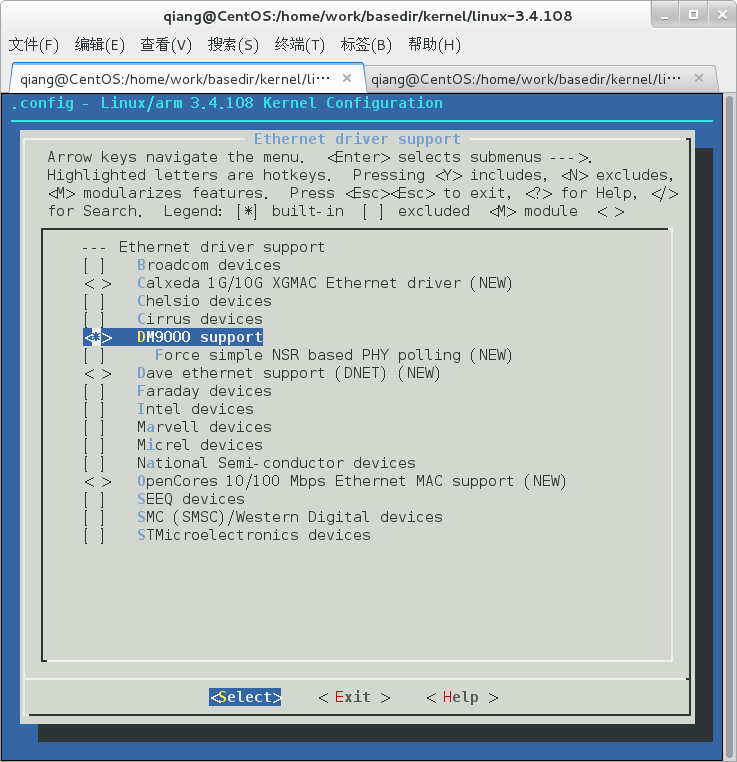 qiang@CentOS:/home/work/basedir/kernel/linux-3.4.108
文件(F) 编辑(E) 查看(V) 搜索(S) 终端(T) 标签(B) 帮助(H)
qiang@CentOS:/home/work/basedir/kernel/li··· × qiang@CentOS:/home/work/basedir/kernel/li··· ×
.config - Linux/arm 3.4.108 Kernel Configuration
Ethernet driver support
Arrow keys navigate the menu. <Enter> selects submenus --->.
Highlighted letters are hotkeys. Pressing <Y> includes, <N> excludes,
<M> modularizes features. Press <Esc><Esc> to exit, <?> for Help, </>
for Search. Legend: [*] built-in [ ] excluded <M> module < >
--- Ethernet driver support
[ ] Broadcom devices
< > Calxeda 1G/10G XGMAC Ethernet driver (NEW)
[ ] Chelsio devices
[ ] Cirrus devices
<*> DM9000 support
[ ] Force simple NSR based PHY polling (NEW)
< > Dave ethernet support (DNET) (NEW)
[ ] Faraday devices
[ ] Intel devices
[ ] Marvell devices
[ ] Micrel devices
[ ] National Semi-conductor devices
< > OpenCores 10/100 Mbps Ethernet MAC support (NEW)
[ ] SEEQ devices
[ ] SMC (SMSC)/Western Digital devices
[ ] STMicroelectronics devices
<Select> < Exit > < Help >